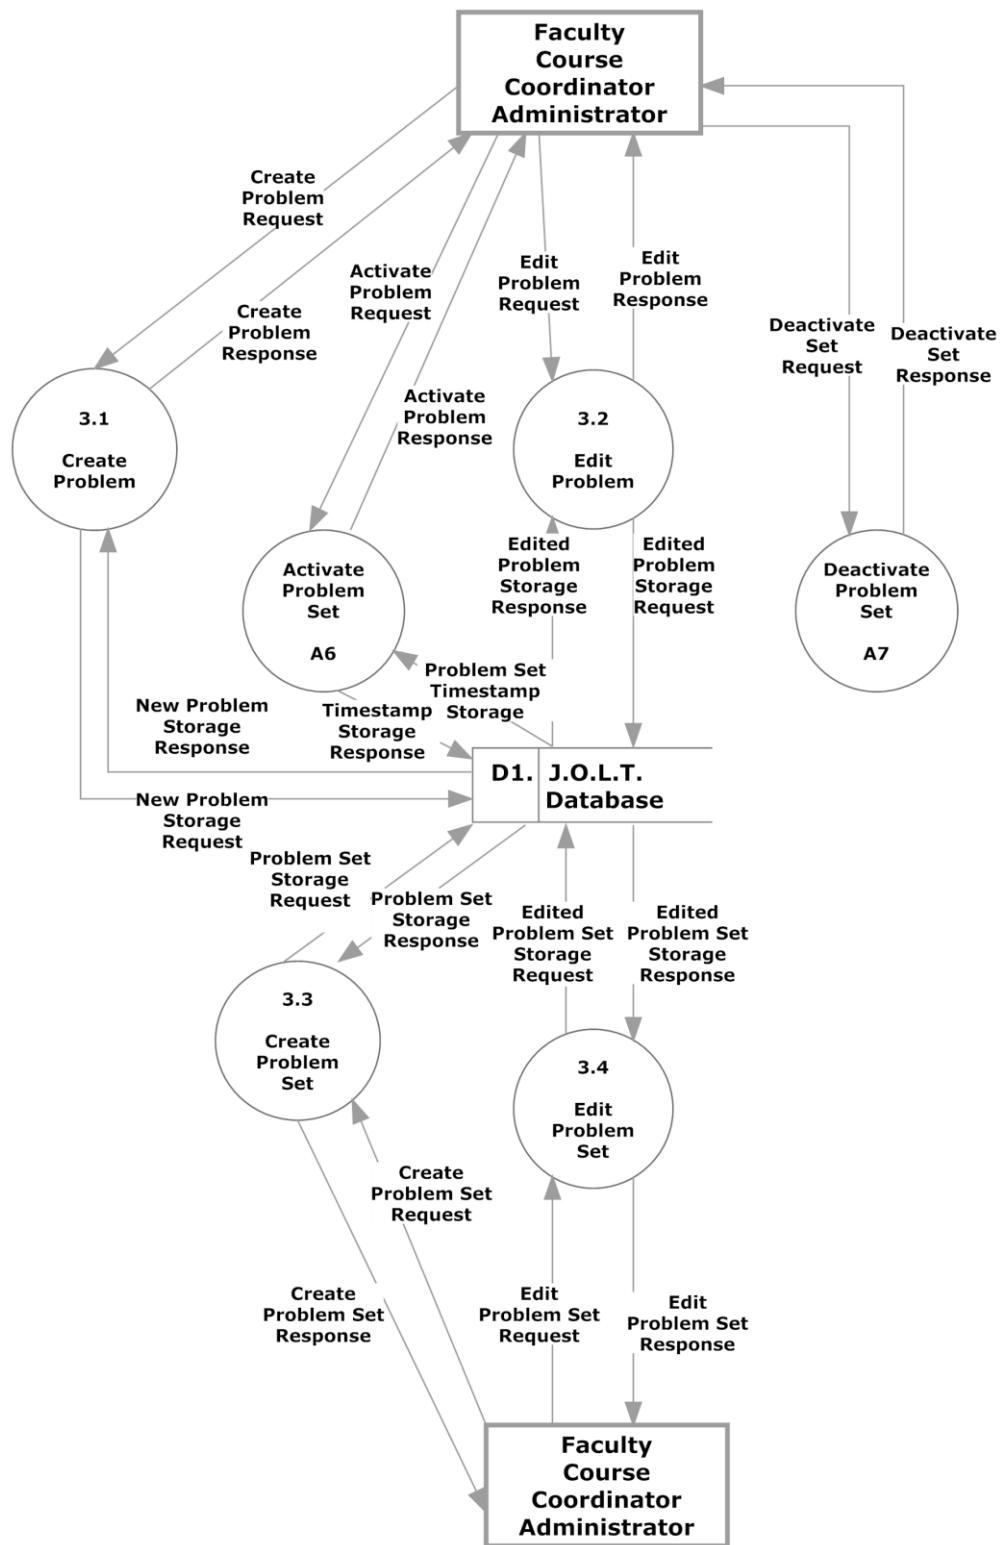 Faculty
Course
Coordinator
Administrator
Create
Problem
Request
Create
Problem
Response
Activate
Problem
Request
Activate
Problem
Response
Edit
Problem
Request
Edit
Problem
Response
Deactivate
Set
Request
Deactivate
Set
Response
3.1
Create
Problem
3.2
Edit
Problem
Activate
Problem
Set
A6
Edited
Problem
Storage
Response
Edited
Problem
Storage
Request
Deactivate
Problem
Set
A7
Problem Set
Timestamp
Storage
Timestamp
Storage
Response
New Problem
Storage
Response
New Problem
Storage
Request
D1. J.O.L.T.
Database
Problem Set
Storage
Request
Problem Set
Storage
Response
Edited
Problem Set
Storage
Request
Edited
Problem Set
Storage
Response
3.3
Create
Problem
Set
3.4
Edit
Problem
Set
Create
Problem Set
Request
Create
Problem Set
Response
Edit
Problem Set
Request
Edit
Problem Set
Response
Faculty
Course
Coordinator
Administrator